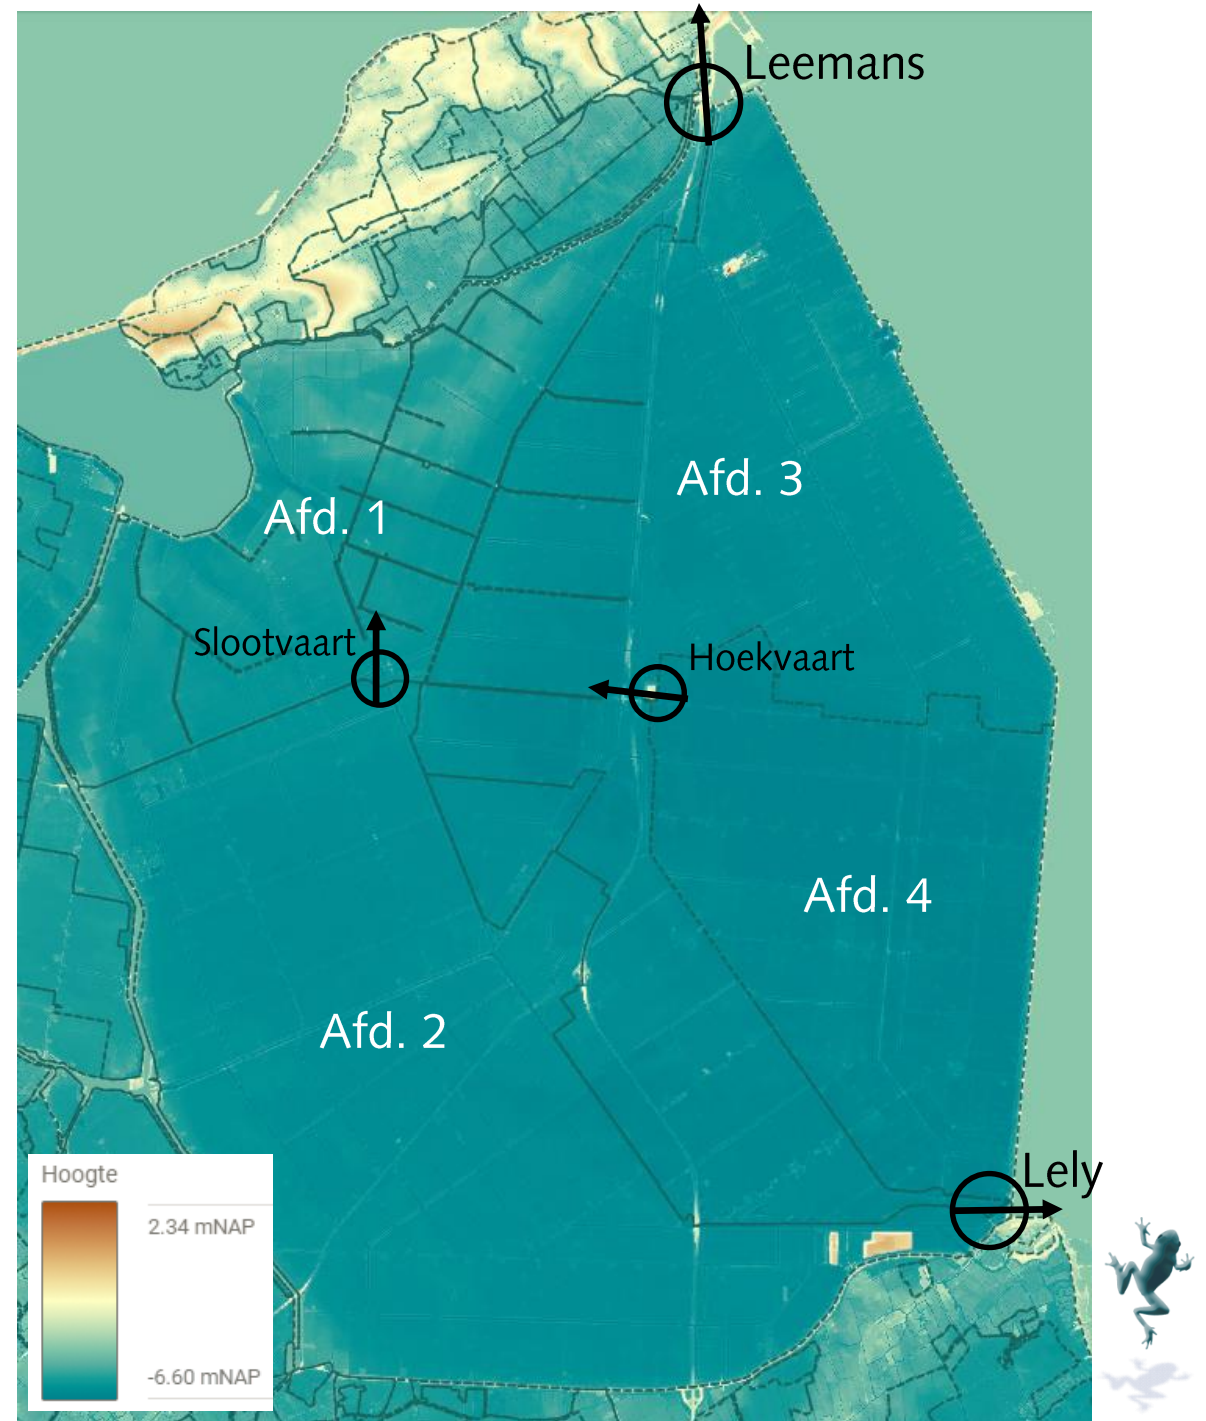 Leemans
Afd. 3
Afd. 1
Slootvaart
Hoekvaart
Afd. 4
Afd. 2
Lely
Hoogte
2.34 mNAP
-6.60 mNAP